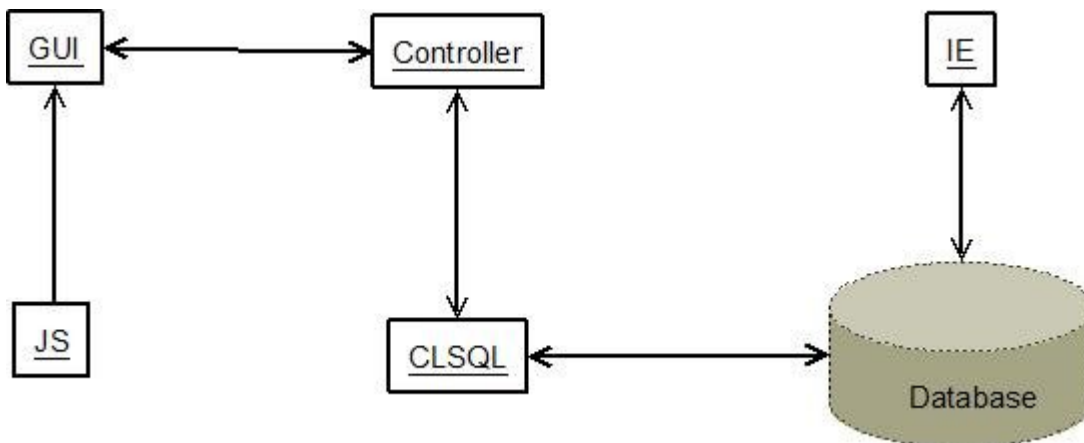 GUI
Controller
IE
JS
CLSQL
Database